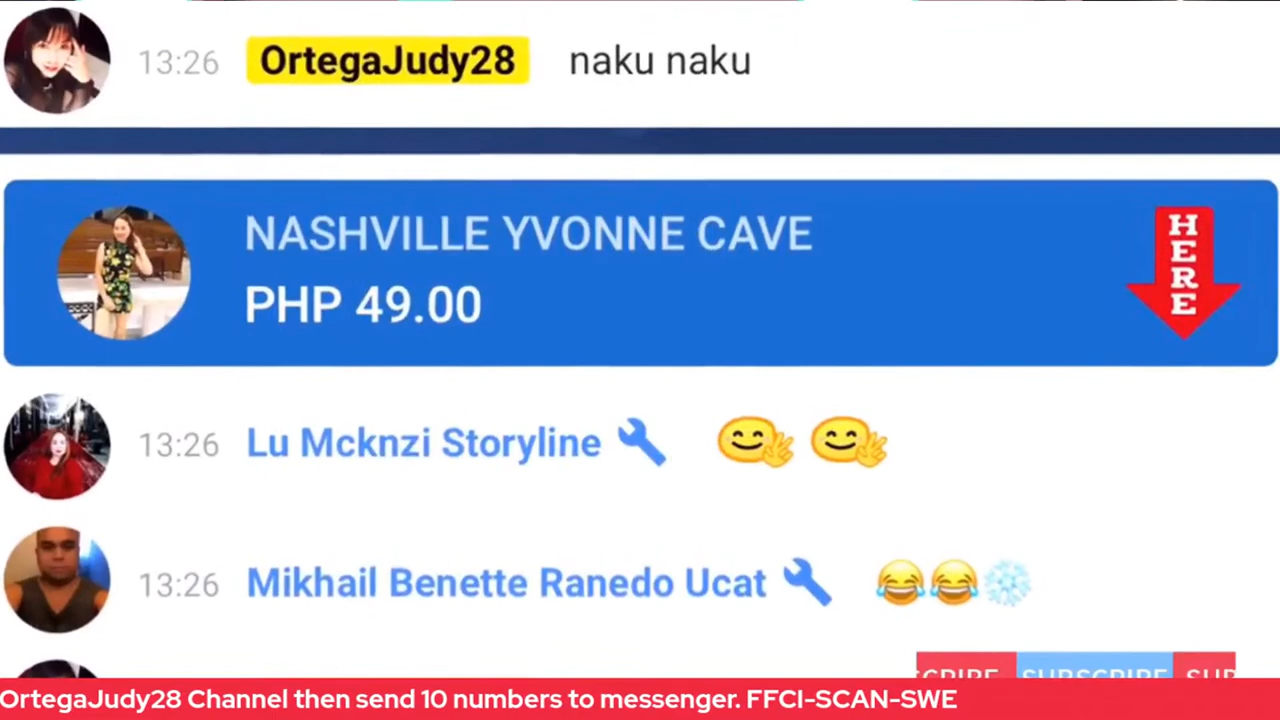 13:26 OrtegaJudy28 naku naku
NASHVILLE YVONNE CAVE
PHP 49.00
HERE
13:26 Lu Mcknzi Storyline
13:26 Mikhail Benette Ranedo Ucat
SCRIBE SUBSCRIBE SUB
OrtegaJudy28 Channel then send 10 numbers to messenger. FFCI-SCAN-SWE